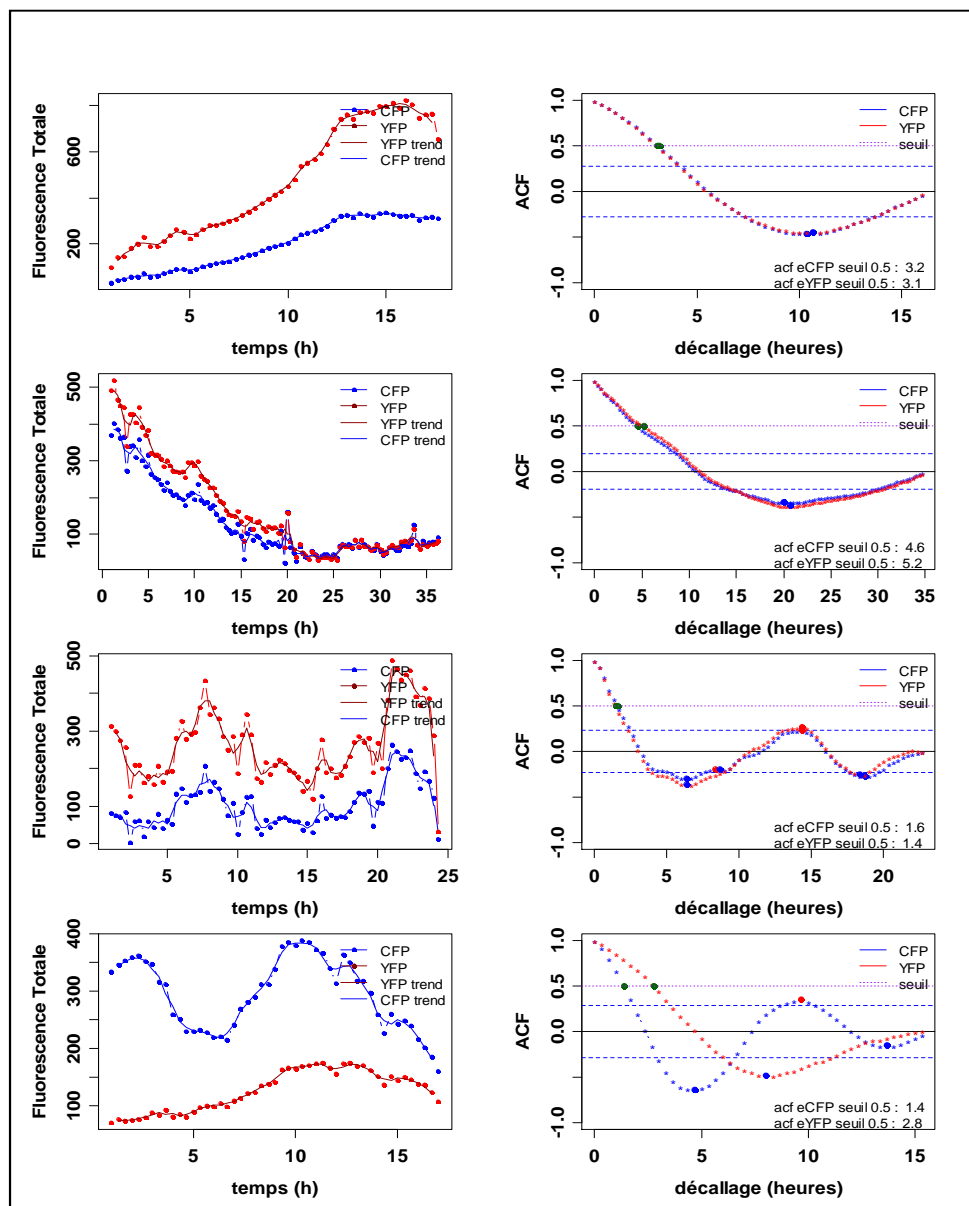 Fluorescence Totale
200
600
CFP
YFP
YFP trend
CFP trend
5
10
15
temps (h)
ACF
-1.0
0.0
0.5
1.0
CFP
YFP
seuil
acf eCFP seuil 0.5 : 3.2
acf eYFP seuil 0.5 : 3.1
0
5
10
15
décallage (heures)
Fluorescence Totale
100
300
500
CFP
YFP
YFP trend
CFP trend
0
5
10
15
20
25
30
35
temps (h)
ACF
-1.0
0.0
0.5
1.0
CFP
YFP
seuil
acf eCFP seuil 0.5 : 4.6
acf eYFP seuil 0.5 : 5.2
0
5
10
15
20
25
30
35
décallage (heures)
Fluorescence Totale
0
100
300
500
CFP
YFP
YFP trend
CFP trend
5
10
15
20
25
temps (h)
ACF
-1.0
0.0
0.5
1.0
CFP
YFP
seuil
acf eCFP seuil 0.5 : 1.6
acf eYFP seuil 0.5 : 1.4
0
5
10
15
20
décallage (heures)
Fluorescence Totale
100
200
300
400
CFP
YFP
YFP trend
CFP trend
5
10
15
temps (h)
ACF
-1.0
0.0
0.5
1.0
CFP
YFP
seuil
acf eCFP seuil 0.5 : 1.4
acf eYFP seuil 0.5 : 2.8
0
5
10
15
décallage (heures)